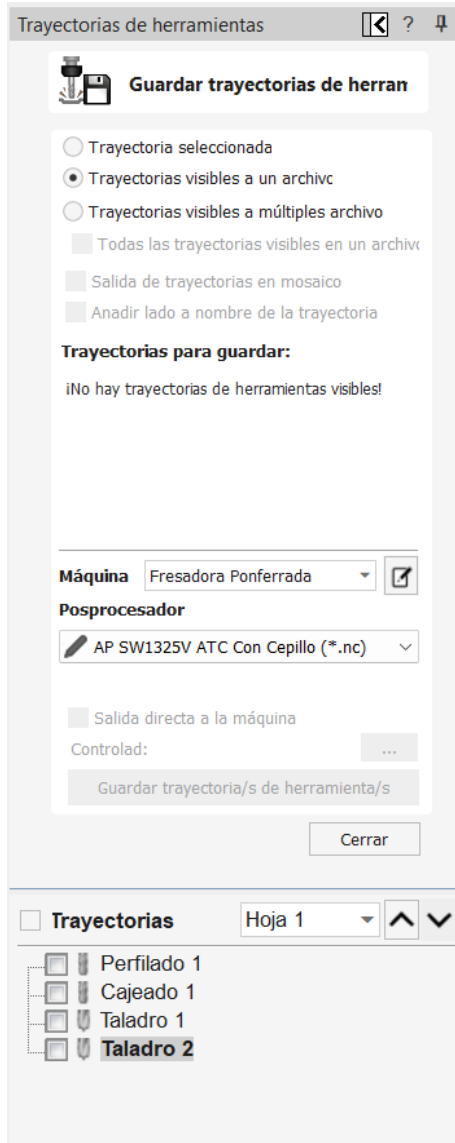 Trayectorias de herramientas ?
Guardar trayectorias de herran
Trayectoria seleccionada
Trayectorias visibles a un archivo
Trayectorias visibles a múltiples archivo
Todas las trayectorias visibles en un archivo
Salida de trayectorias en mosaico
Anadir lado a nombre de la trayectoria
Trayectorias para guardar:
¡No hay trayectorias de herramientas visibles!
Máquina Fresadora Ponferrada
Posprocesador
AP SW1325V ATC Con Cepillo (*.nc)
Salida directa a la máquina
Controlad: ...
Guardar trayectoria/s de herramienta/s
Cerrar
Trayectorias Hoja 1
Perfilado 1
Cajeado 1
Taladro 1
Taladro 2